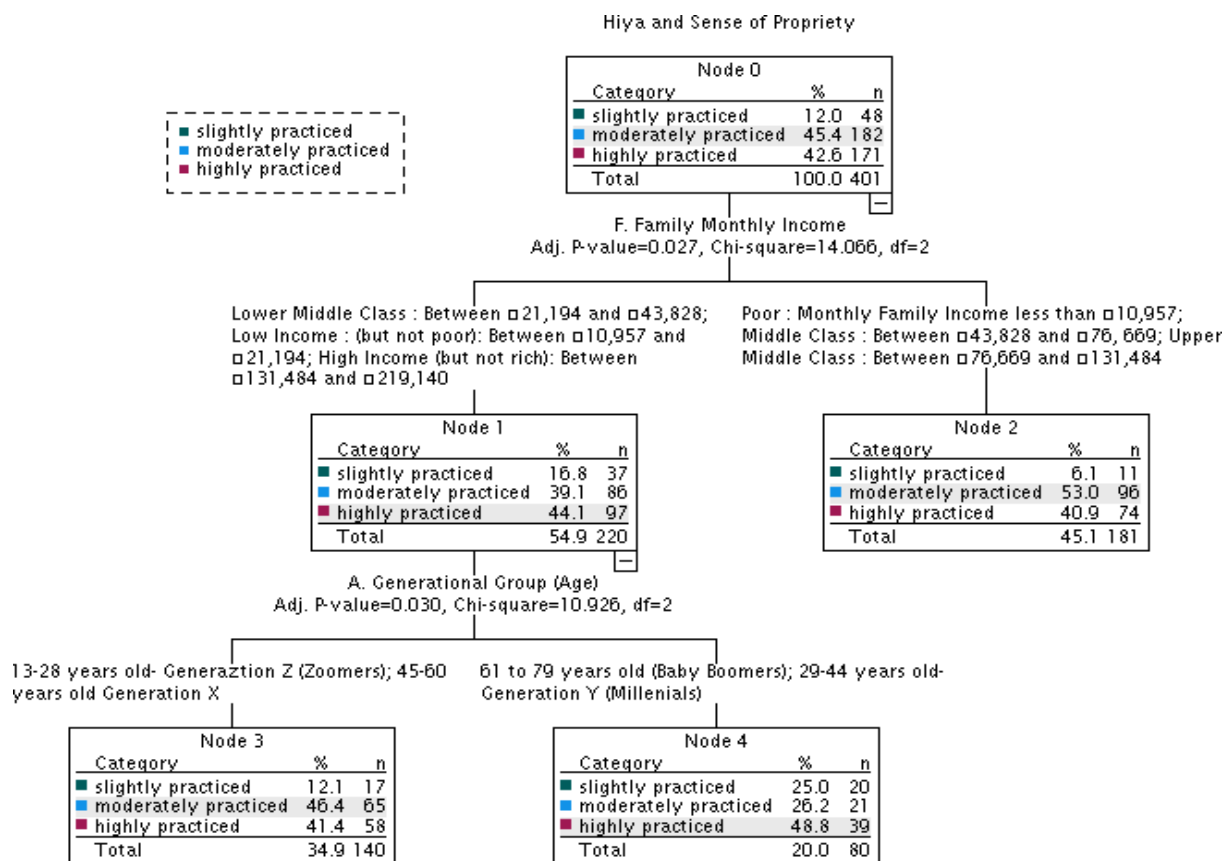 Hiya and Sense of Propriety
Node 0
Category % n
slightly practiced 12.0 48
moderately practiced 45.4 182
highly practiced 42.6 171
Total 100.0 401
slightly practiced
moderately practiced
highly practiced
F. Family Monthly Income
Adj. P-value=0.027, Chi-square=14.066, df=2
Lower Middle Class : Between □21,194 and □43,828;
Low Income : (but not poor): Between □10,957 and
□21,194; High Income (but not rich): Between
□131,484 and □219,140
Poor : Monthly Family Income less than □10,957;
Middle Class : Between □43,828 and □76, 669; Upper
Middle Class : Between □76,669 and □131,484
Node 1
Category % n
slightly practiced 16.8 37
moderately practiced 39.1 86
highly practiced 44.1 97
Total 54.9 220
Node 2
Category % n
slightly practiced 6.1 11
moderately practiced 53.0 96
highly practiced 40.9 74
Total 45.1 181
A. Generational Group (Age)
Adj. P-value=0.030, Chi-square=10.926, df=2
13-28 years old- Generaztion Z (Zoomers); 45-60
years old Generation X
61 to 79 years old (Baby Boomers); 29-44 years old-
Generation Y (Millenials)
Node 3
Category % n
slightly practiced 12.1 17
moderately practiced 46.4 65
highly practiced 41.4 58
Total 34.9 140
Node 4
Category % n
slightly practiced 25.0 20
moderately practiced 26.2 21
highly practiced 48.8 39
Total 20.0 80